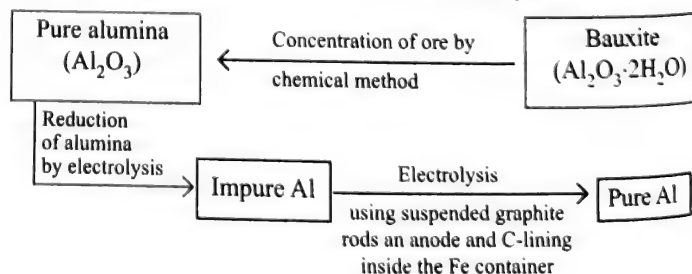 Pure alumina
(Al₂O₃)
Concentration of ore by
chemical method
Bauxite
(Al₂O₃·2H₂O)
Reduction
of alumina
by electrolysis
Impure Al
Electrolysis
using suspended graphite
rods an anode and C-lining
inside the Fe container
Pure Al